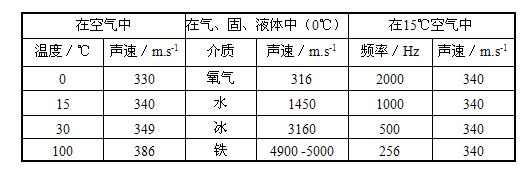 在空气中 在气、固、液体中（0℃） 在15℃空气中
温度／℃ 声速／m.s-1 介质 声速／m.s-1 频率／Hz 声速／m.s-1
0 330 氧气 316 2000 340
15 340 水 1450 1000 340
30 349 冰 3160 500 340
100 386 铁 4900 -5000 256 340